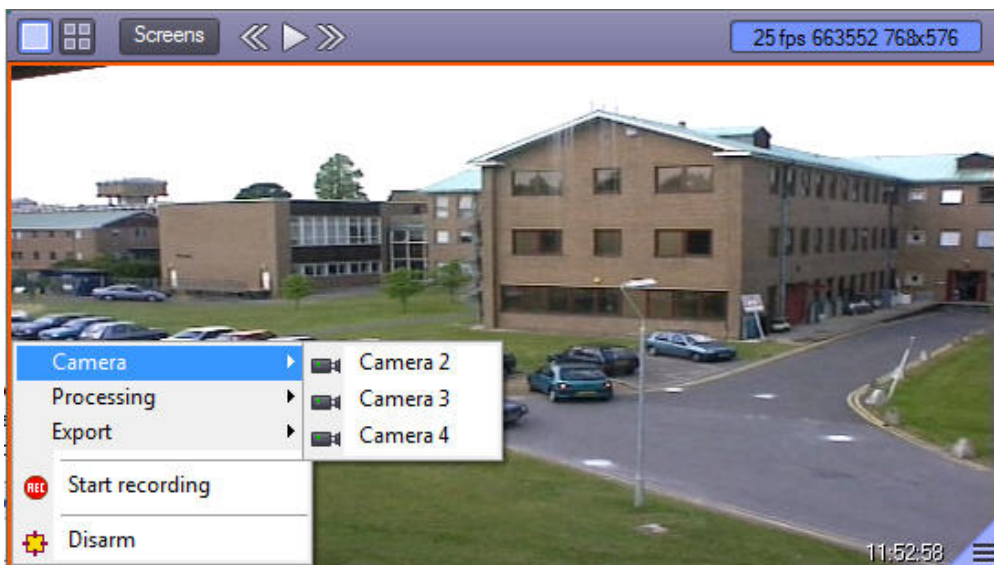 Screens
25 fps 663552 768x576
Camera
Camera 2
Processing
Camera 3
Export
Camera 4
REC
Start recording
Disarm
11:52:58